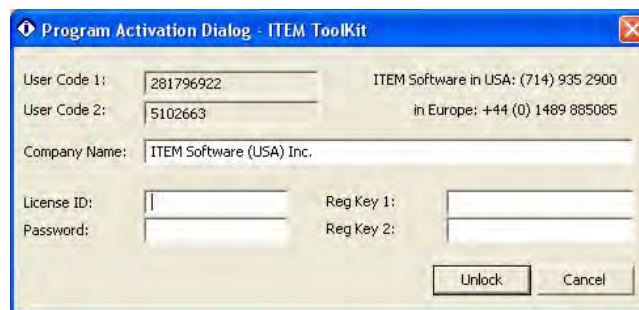 Program Activation Dialog - ITEM ToolKit
User Code 1: 281796922 ITEM Software in USA: (714) 935 2900
User Code 2: 5102663 in Europe: +44 (0) 1489 885085
Company Name: ITEM Software (USA) Inc.
License ID: Reg Key 1:
Password: Reg Key 2:
Unlock Cancel